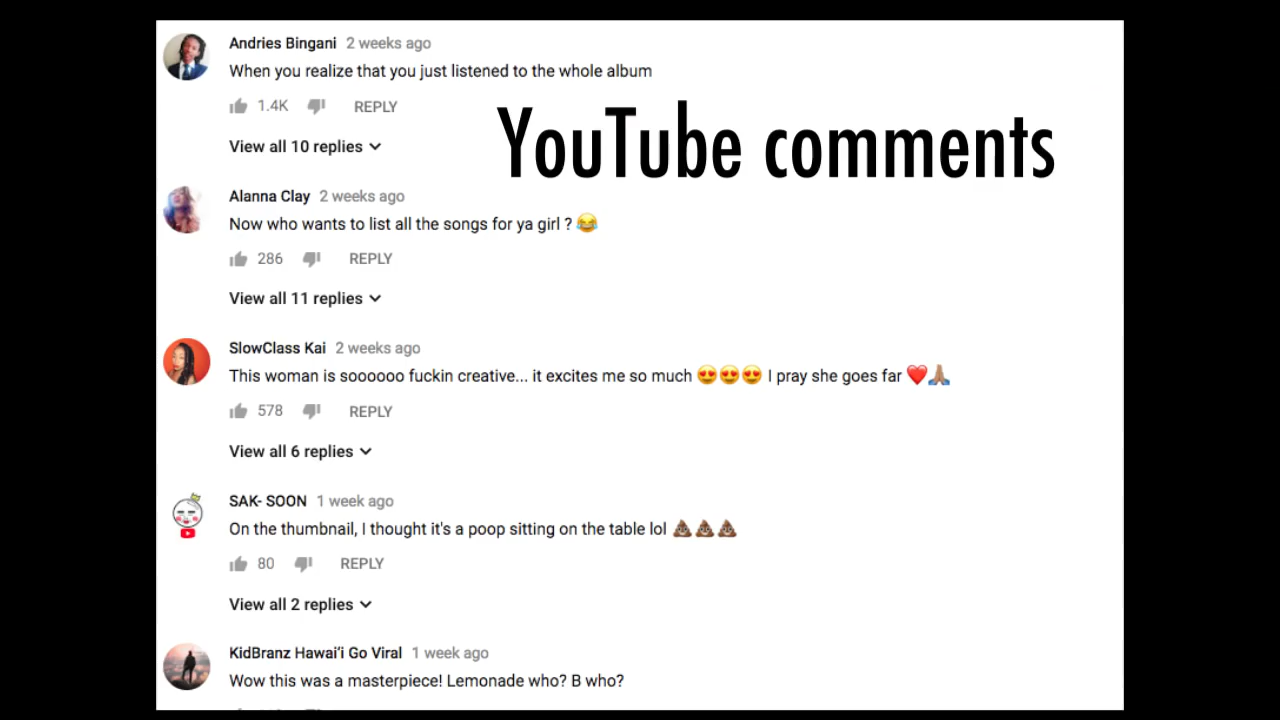 Andries Bingani 2 weeks ago
When you realize that you just listened to the whole album
1.4K REPLY
YouTube comments
View all 10 replies
Alanna Clay 2 weeks ago
Now who wants to list all the songs for ya girl ? 😂
286 REPLY
View all 11 replies
SlowClass Kai 2 weeks ago
This woman is soooooo fuckin creative... it excites me so much 😍😍😍 I pray she goes far ❤️🙏🏽
578 REPLY
View all 6 replies
SAK- SOON 1 week ago
On the thumbnail, I thought it's a poop sitting on the table lol 💩💩💩
80 REPLY
View all 2 replies
KidBranz Hawai'i Go Viral 1 week ago
Wow this was a masterpiece! Lemonade who? B who?